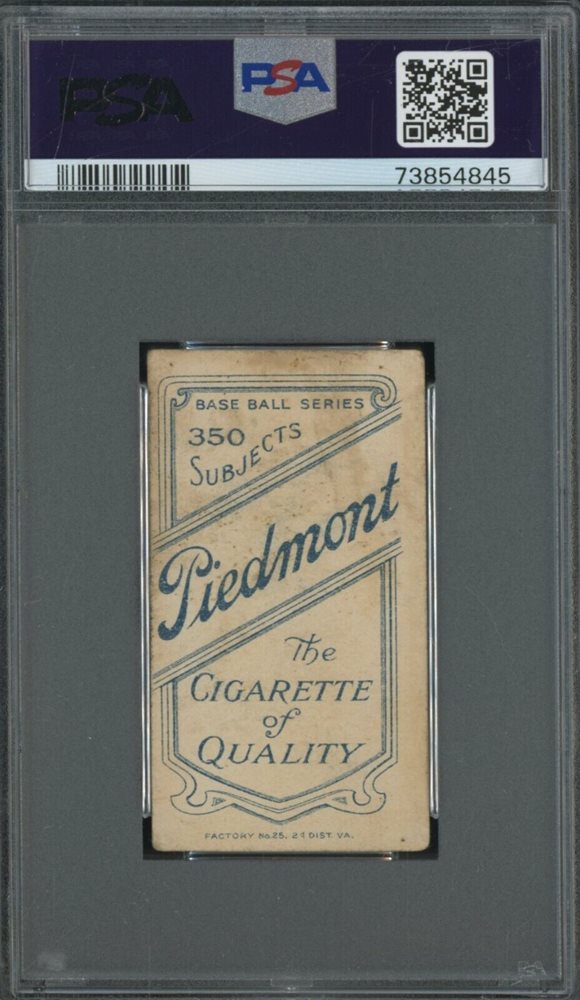 PSA
PSA
73854845
BASE BALL SERIES
350
SUBJECTS
Piedmont
The
CIGARETTE
of
QUALITY
FACTORY No 25. 2d DIST. VA.
PSA